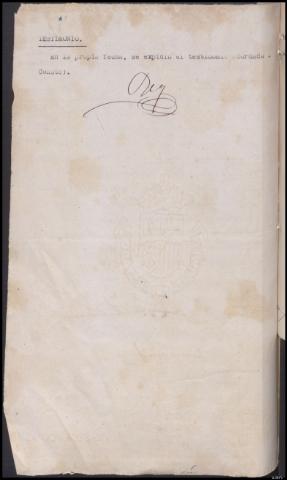 TESTIMONIO.
En la propia fecha, se expidió el testimonio acordado.-
Conste).